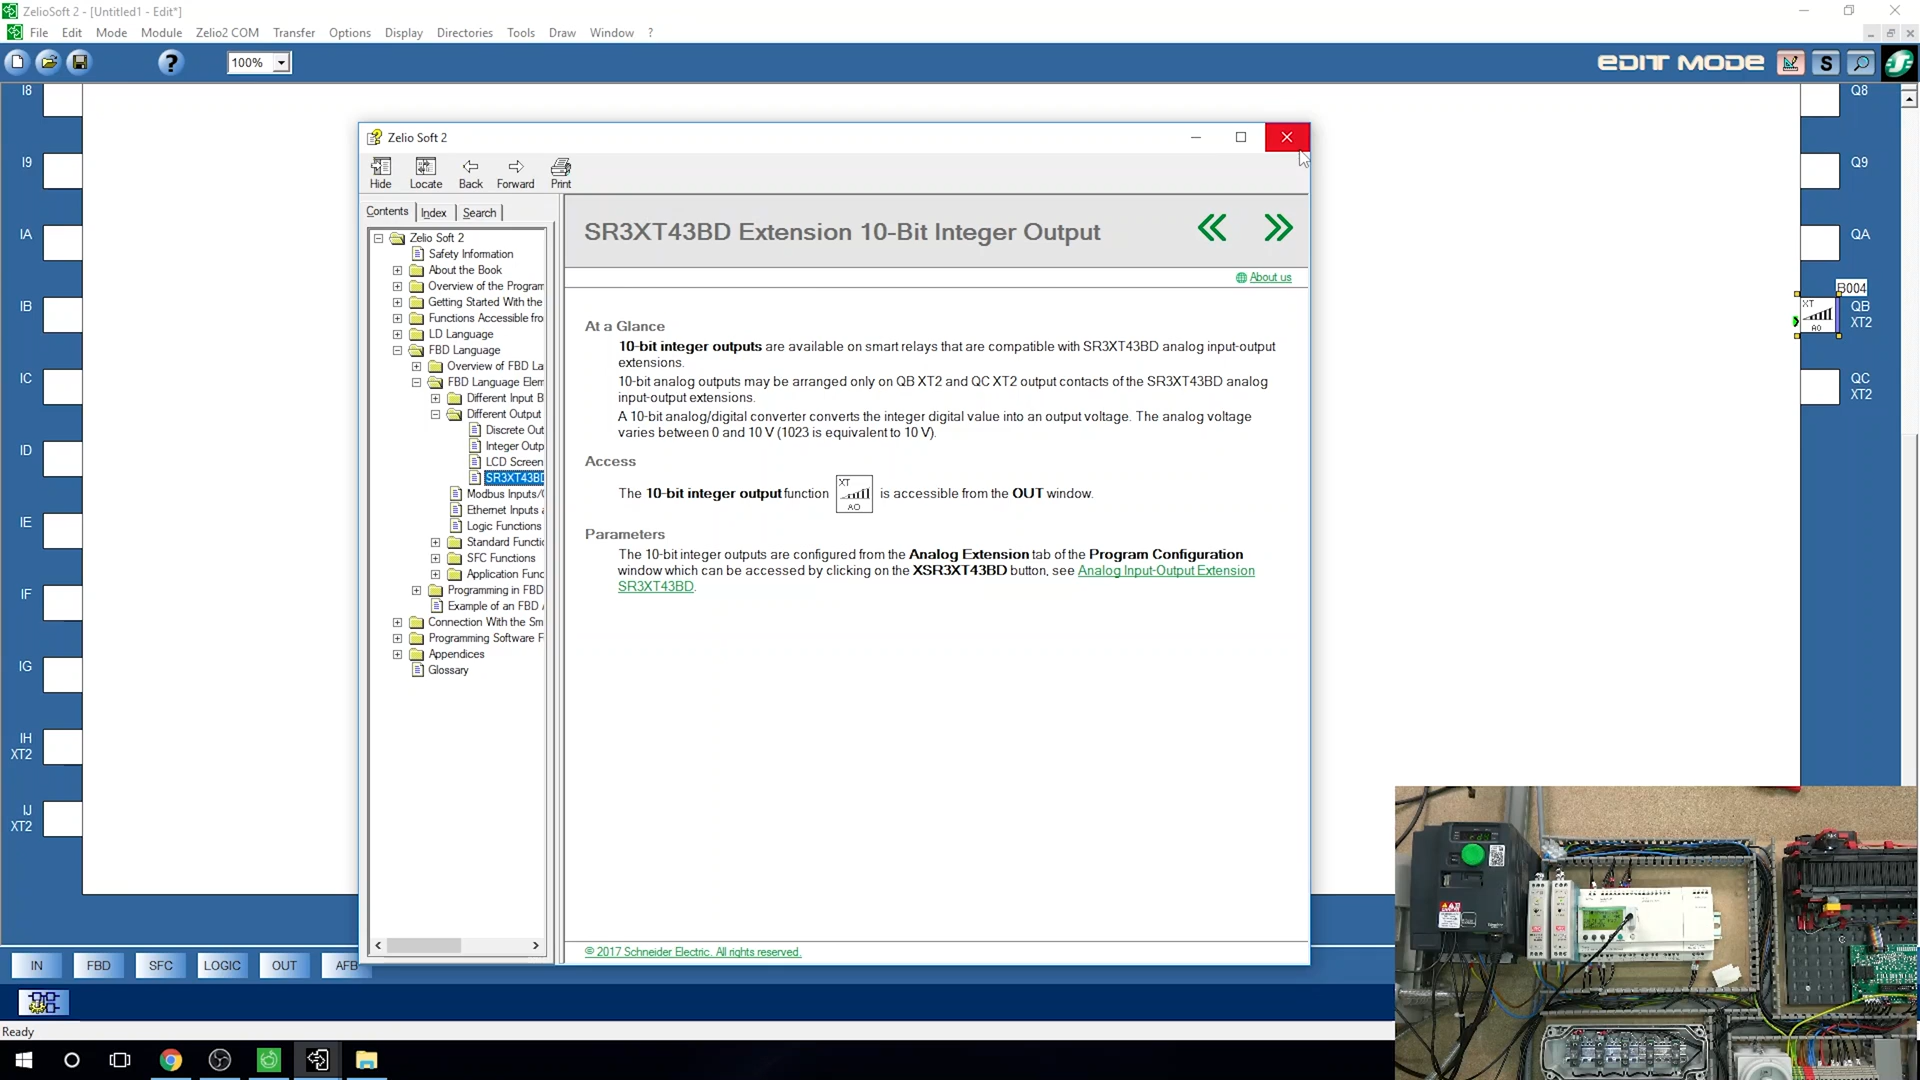 ZelioSoft 2 - [Untitled1 - Edit*]
File Edit Mode Module Zelio2 COM Transfer Options Display Directories Tools Draw Window ?
100%
EDIT MODE
S
I8
I9
IA
IB
IC
ID
IE
IF
IG
IH
XT2
IJ
XT2
Zelio Soft 2
Hide Locate Back Forward Print
Contents Index Search
Zelio Soft 2
Safety Information
About the Book
Overview of the Program
Getting Started With the
Functions Accessible fro
LD Language
FBD Language
Overview of FBD La
FBD Language Elem
Different Input B
Different Output
Discrete Out
Integer Outp
LCD Screen
SR3XT43BD
Modbus Inputs/
Ethernet Inputs a
Logic Functions
Standard Functi
SFC Functions
Application Func
Programming in FBD
Example of an FBD
Connection With the Sm
Programming Software F
Appendices
Glossary
SR3XT43BD Extension 10-Bit Integer Output
About us
At a Glance
10-bit integer outputs are available on smart relays that are compatible with SR3XT43BD analog input-output
extensions.
10-bit analog outputs may be arranged only on QB XT2 and QC XT2 output contacts of the SR3XT43BD analog
input-output extensions.
A 10-bit analog/digital converter converts the integer digital value into an output voltage. The analog voltage
varies between 0 and 10 V (1023 is equivalent to 10 V).
Access
The 10-bit integer output function XT AO is accessible from the OUT window.
Parameters
The 10-bit integer outputs are configured from the Analog Extension tab of the Program Configuration
window which can be accessed by clicking on the XSR3XT43BD button, see Analog Input-Output Extension
SR3XT43BD.
© 2017 Schneider Electric. All rights reserved.
Q8
Q9
QA
B004
XT
AO
QB
XT2
QC
XT2
IN FBD SFC LOGIC OUT AFB
Ready